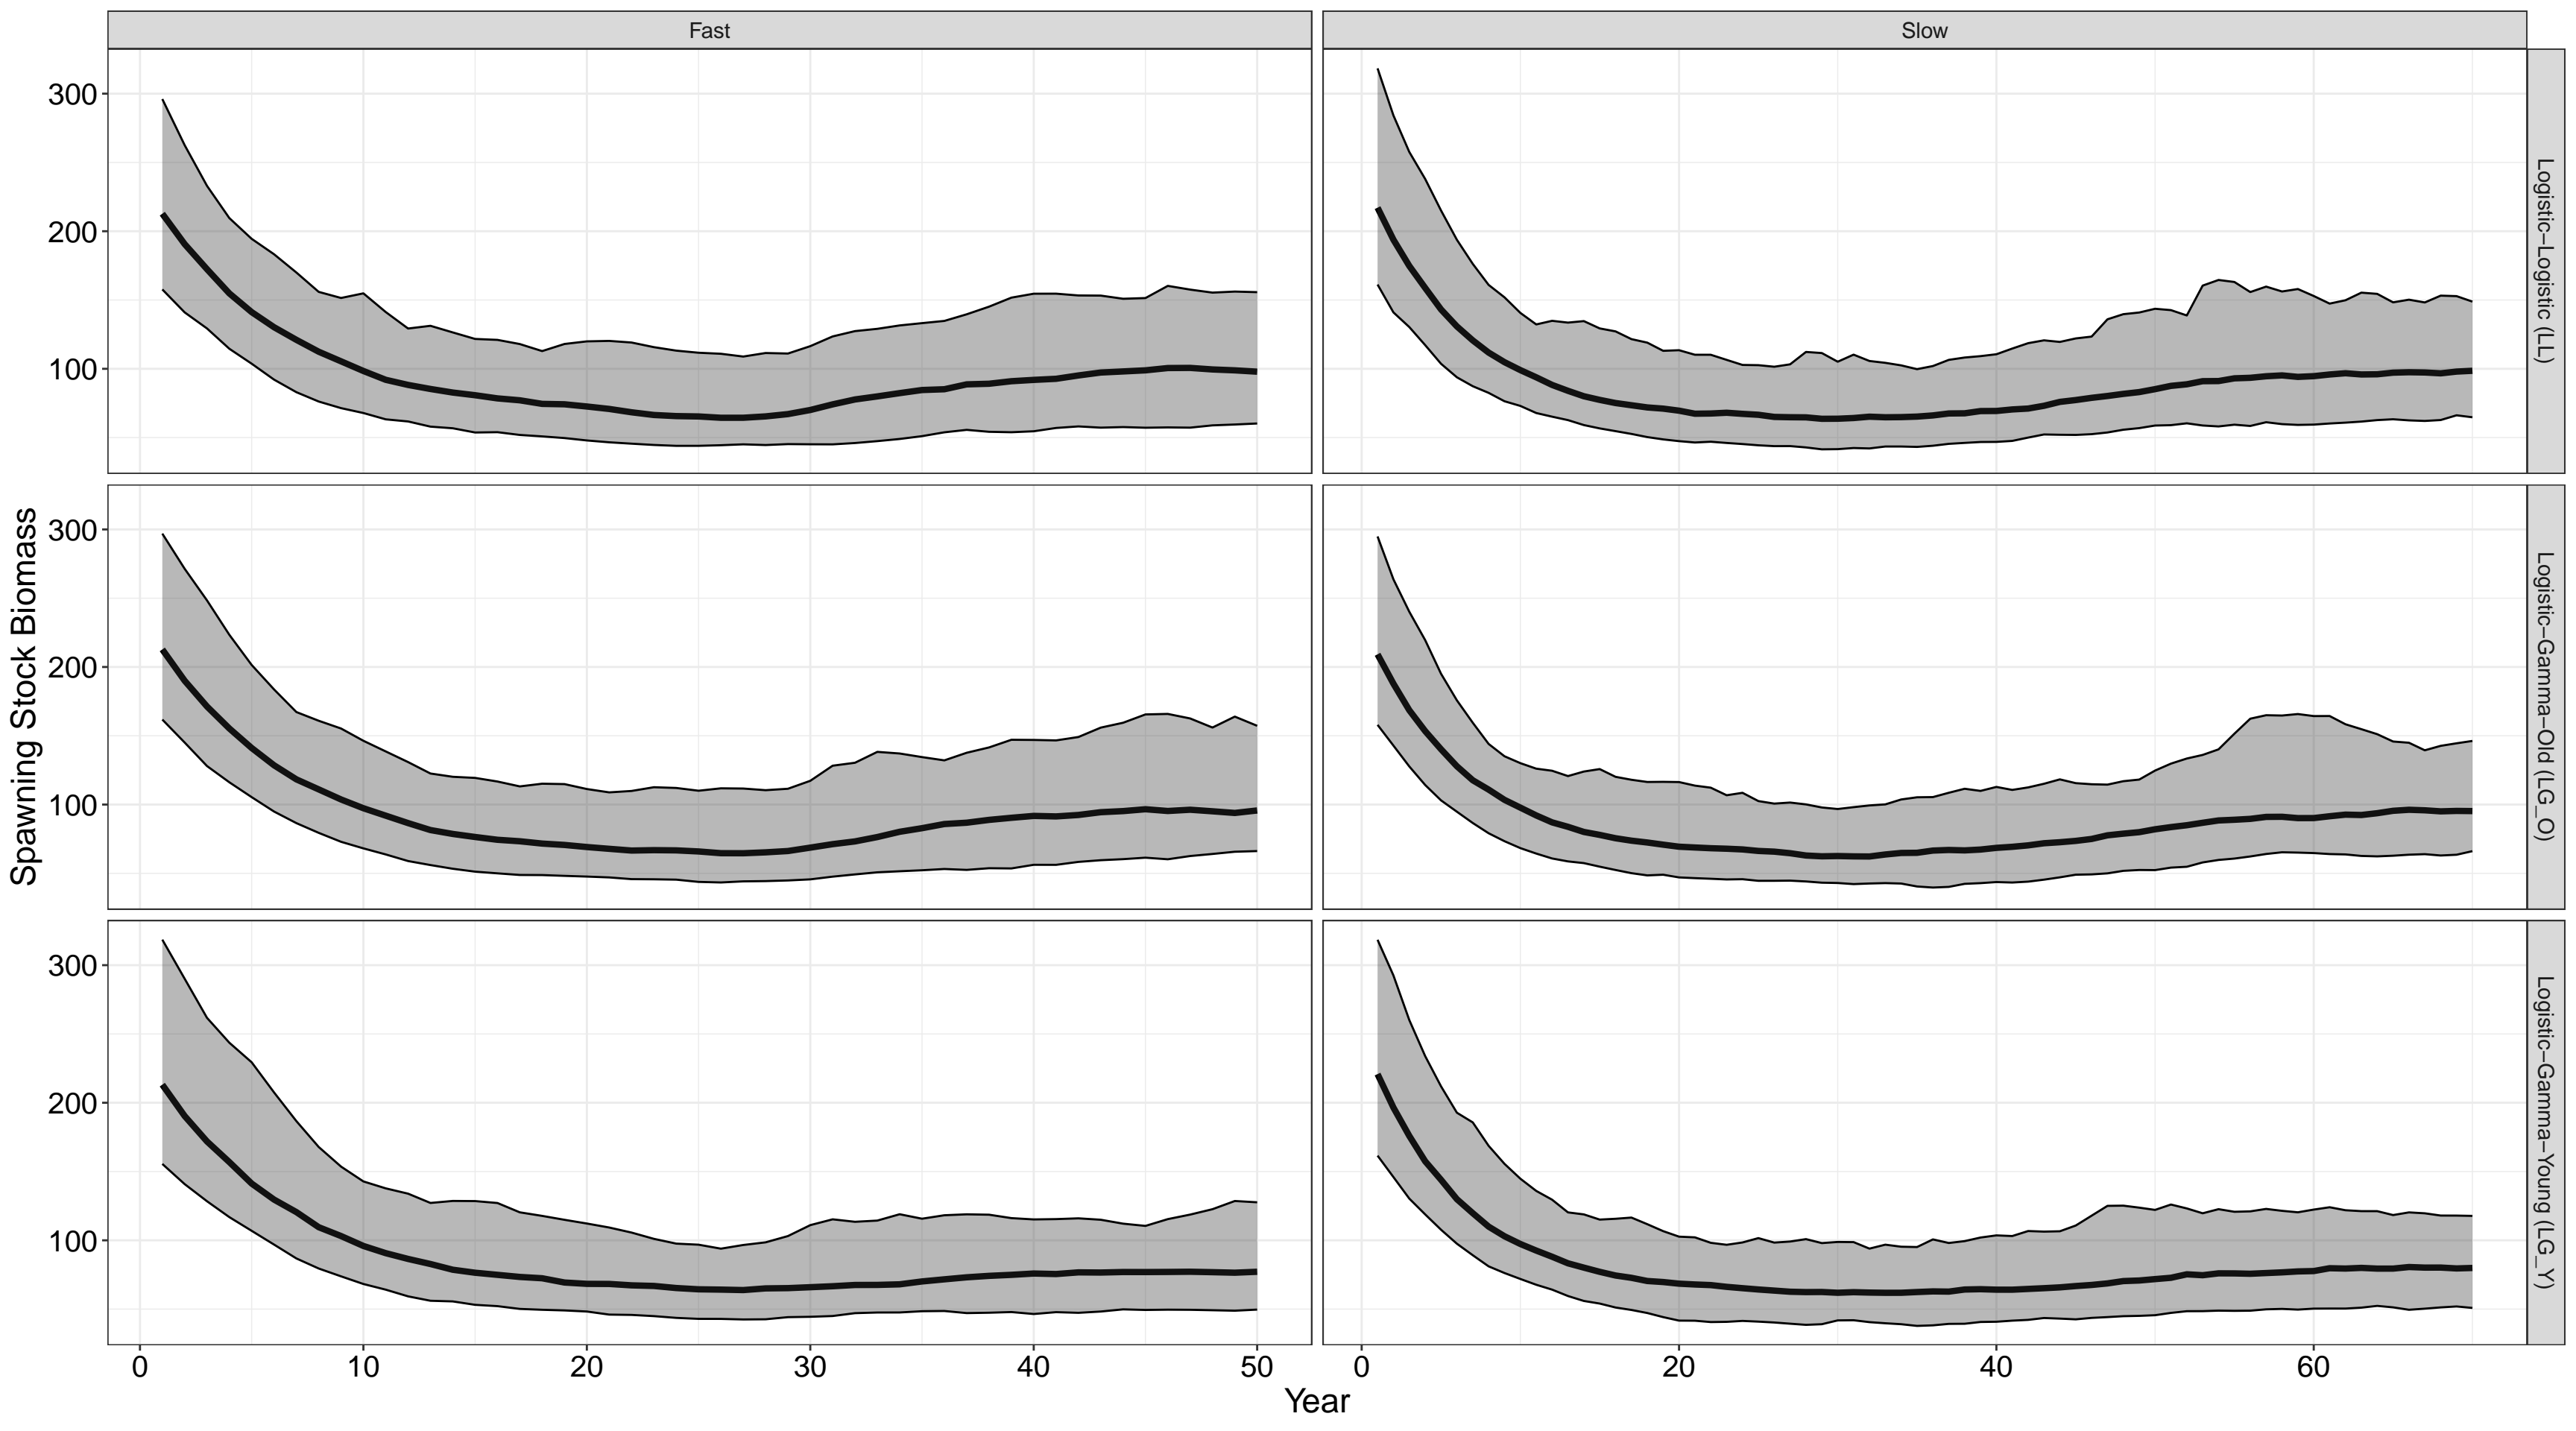 Fast
Slow
300
200
100
Logistic–Logistic (LL)
300
200
100
Logistic–Gamma–Old (LG_O)
Spawning Stock Biomass
300
200
100
Logistic–Gamma–Young (LG_Y)
0 10 20 30 40 50
0 20 40 60
Year